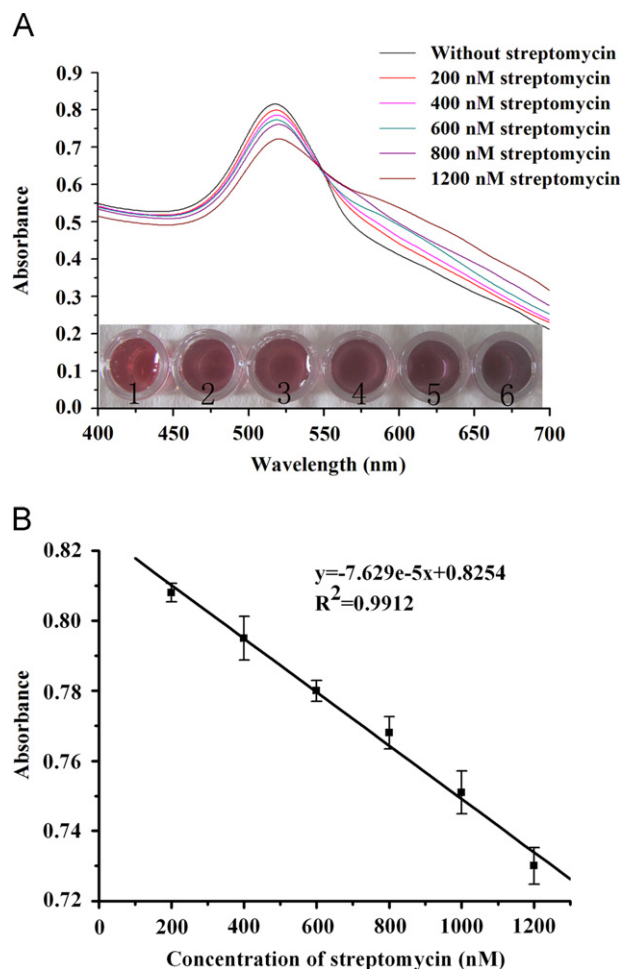 A
Without streptomycin
200 nM streptomycin
400 nM streptomycin
600 nM streptomycin
800 nM streptomycin
1200 nM streptomycin
0.9
0.8
0.7
0.6
0.5
0.4
0.3
0.2
0.1
0.0
Absorbance
1 2 3 4 5 6
400 450 500 550 600 650 700
Wavelength (nm)
B
y=-7.629e-5x+0.8254
R²=0.9912
0.82
0.80
0.78
0.76
0.74
0.72
Absorbance
0 200 400 600 800 1000 1200
Concentration of streptomycin (nM)